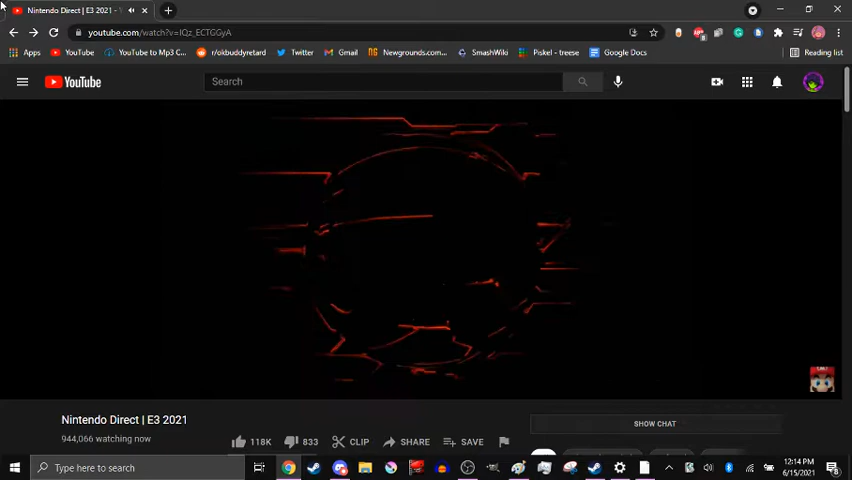 Nintendo Direct | E3 2021 - Y
youtube.com/watch?v=IQz_ECTGGyA
Apps YouTube YouTube to Mp3 C... r/okbuddyretard Twitter Gmail Newgrounds.com... SmashWiki Piskel - treese Google Docs Reading list
YouTube Search
Nintendo Direct | E3 2021
944,066 watching now
118K 833 CLIP SHARE SAVE
SHOW CHAT
Type here to search
12:14 PM
6/15/2021
8